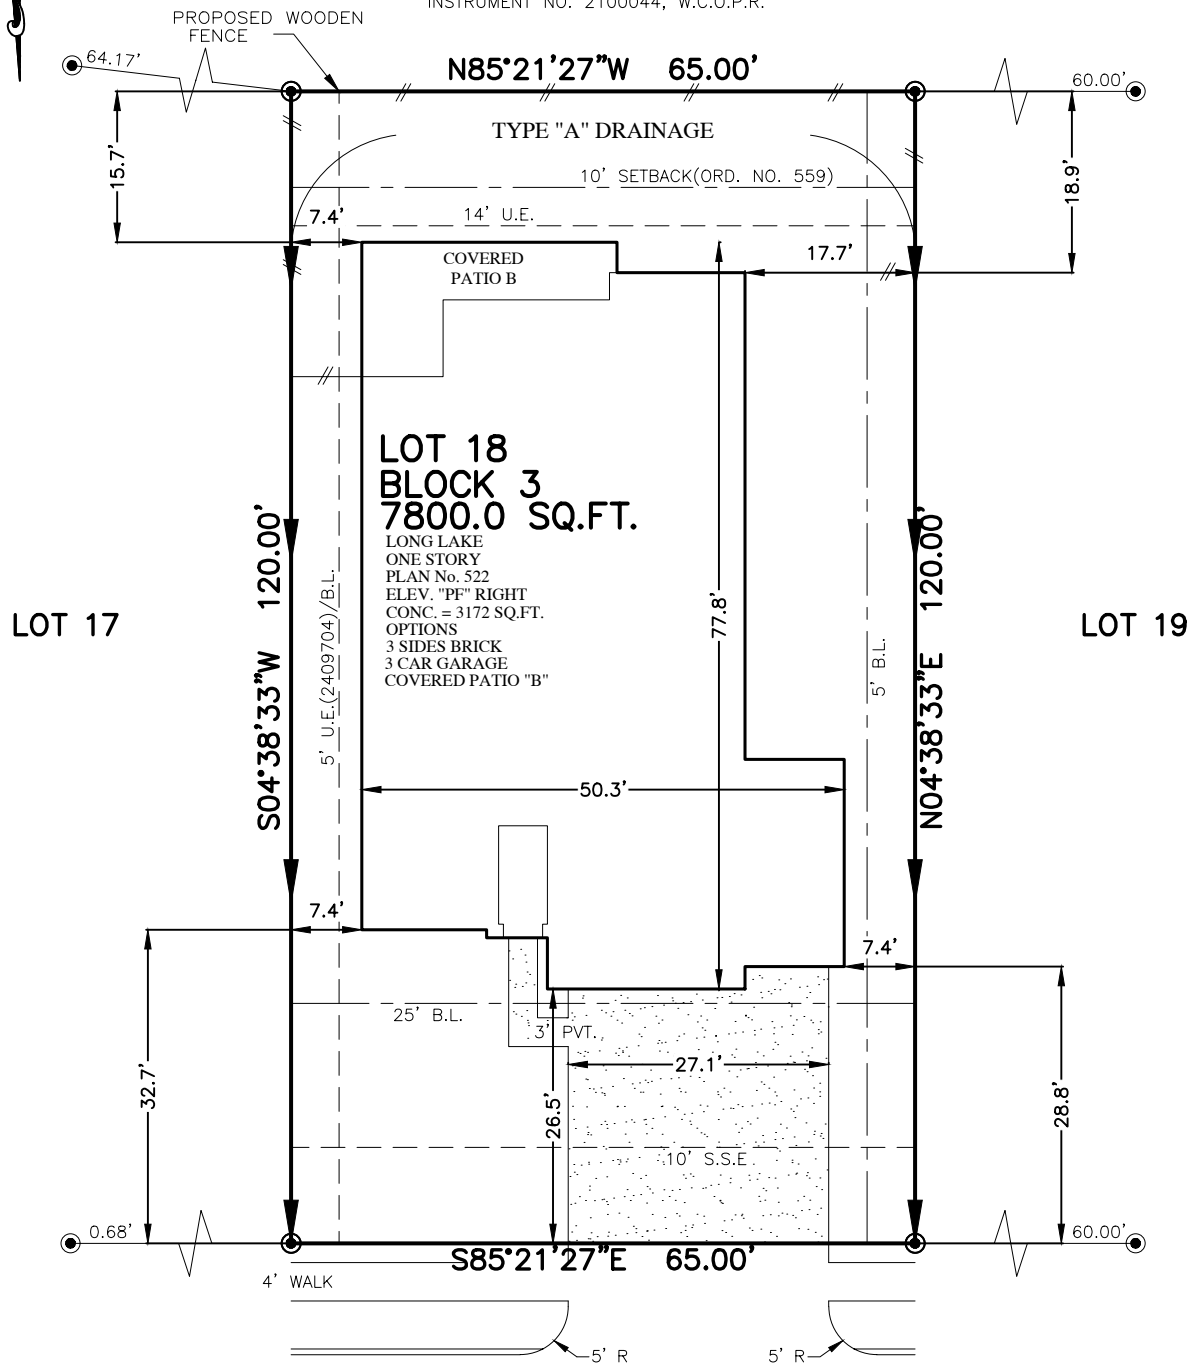 INSTRUMENT NO. 2100044, W.C.O.P.R.
PROPOSED WOODEN
FENCE
64.17'
N85°21'27"W 65.00'
60.00'
TYPE "A" DRAINAGE
15.7'
10' SETBACK(ORD. NO. 559)
18.9'
7.4'
14' U.E.
COVERED
PATIO B
17.7'
LOT 18
BLOCK 3
7800.0 SQ.FT.
LONG LAKE
ONE STORY
PLAN No. 522
ELEV. "PF" RIGHT
CONC. = 3172 SQ.FT.
OPTIONS
3 SIDES BRICK
3 CAR GARAGE
COVERED PATIO "B"
LOT 17
S04°38'33"W 120.00'
5' U.E.(2409704)/B.L.
77.8'
5' B.L.
N04°38'33"E 120.00'
LOT 19
50.3'
7.4'
7.4'
25' B.L.
3' PVT.
27.1'
32.7'
26.5'
28.8'
10' S.S.E
0.68'
S85°21'27"E 65.00'
60.00'
4' WALK
5' R
5' R